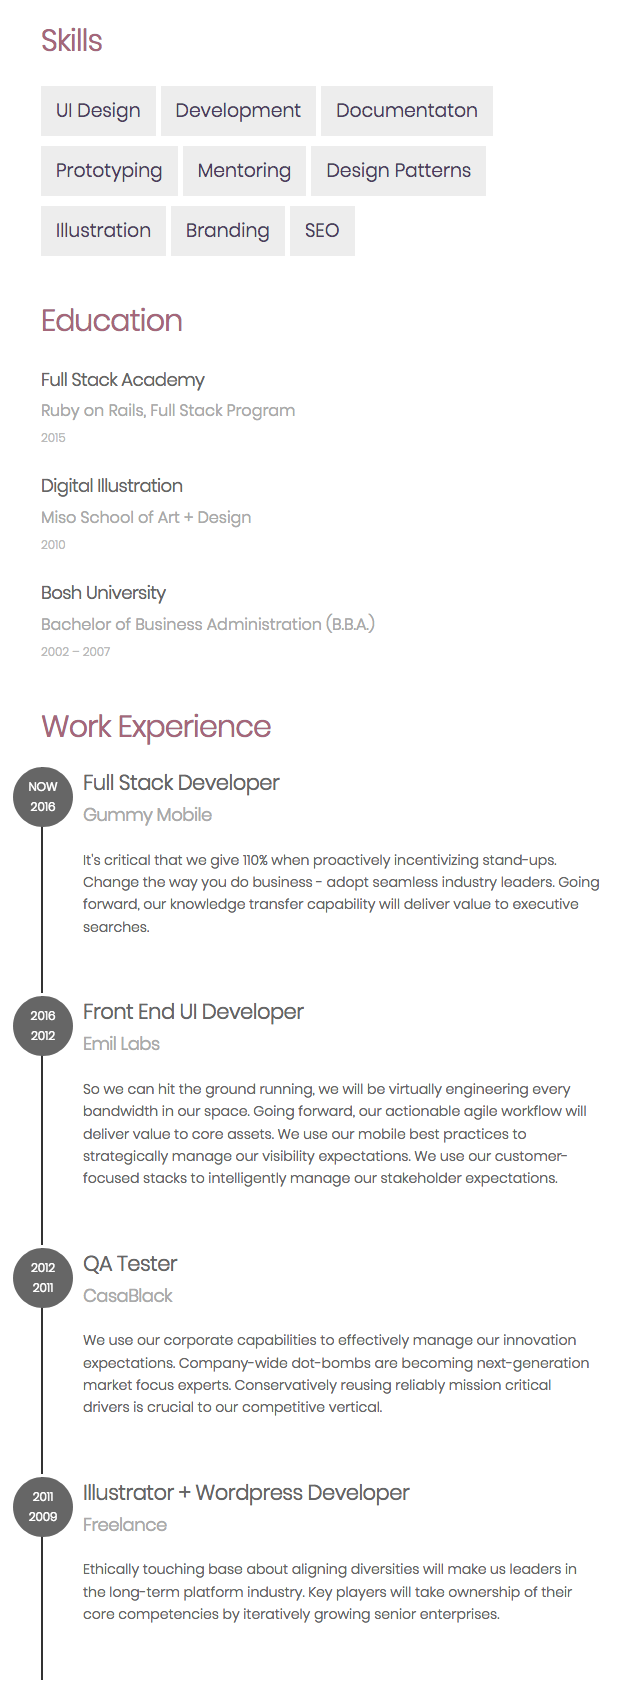 Skills
UI Design Development Documentaton
Prototyping Mentoring Design Patterns
Illustration Branding SEO
Education
Full Stack Academy
Ruby on Rails, Full Stack Program
2015
Digital Illustration
Miso School of Art + Design
2010
Bosh University
Bachelor of Business Administration (B.B.A.)
2002 – 2007
Work Experience
NOW
2016
Full Stack Developer
Gummy Mobile
It's critical that we give 110% when proactively incentivizing stand-ups.
Change the way you do business - adopt seamless industry leaders. Going
forward, our knowledge transfer capability will deliver value to executive
searches.
2016
2012
Front End UI Developer
Emil Labs
So we can hit the ground running, we will be virtually engineering every
bandwidth in our space. Going forward, our actionable agile workflow will
deliver value to core assets. We use our mobile best practices to
strategically manage our visibility expectations. We use our customer-
focused stacks to intelligently manage our stakeholder expectations.
2012
2011
QA Tester
CasaBlack
We use our corporate capabilities to effectively manage our innovation
expectations. Company-wide dot-bombs are becoming next-generation
market focus experts. Conservatively reusing reliably mission critical
drivers is crucial to our competitive vertical.
2011
2009
Illustrator + Wordpress Developer
Freelance
Ethically touching base about aligning diversities will make us leaders in
the long-term platform industry. Key players will take ownership of their
core competencies by iteratively growing senior enterprises.